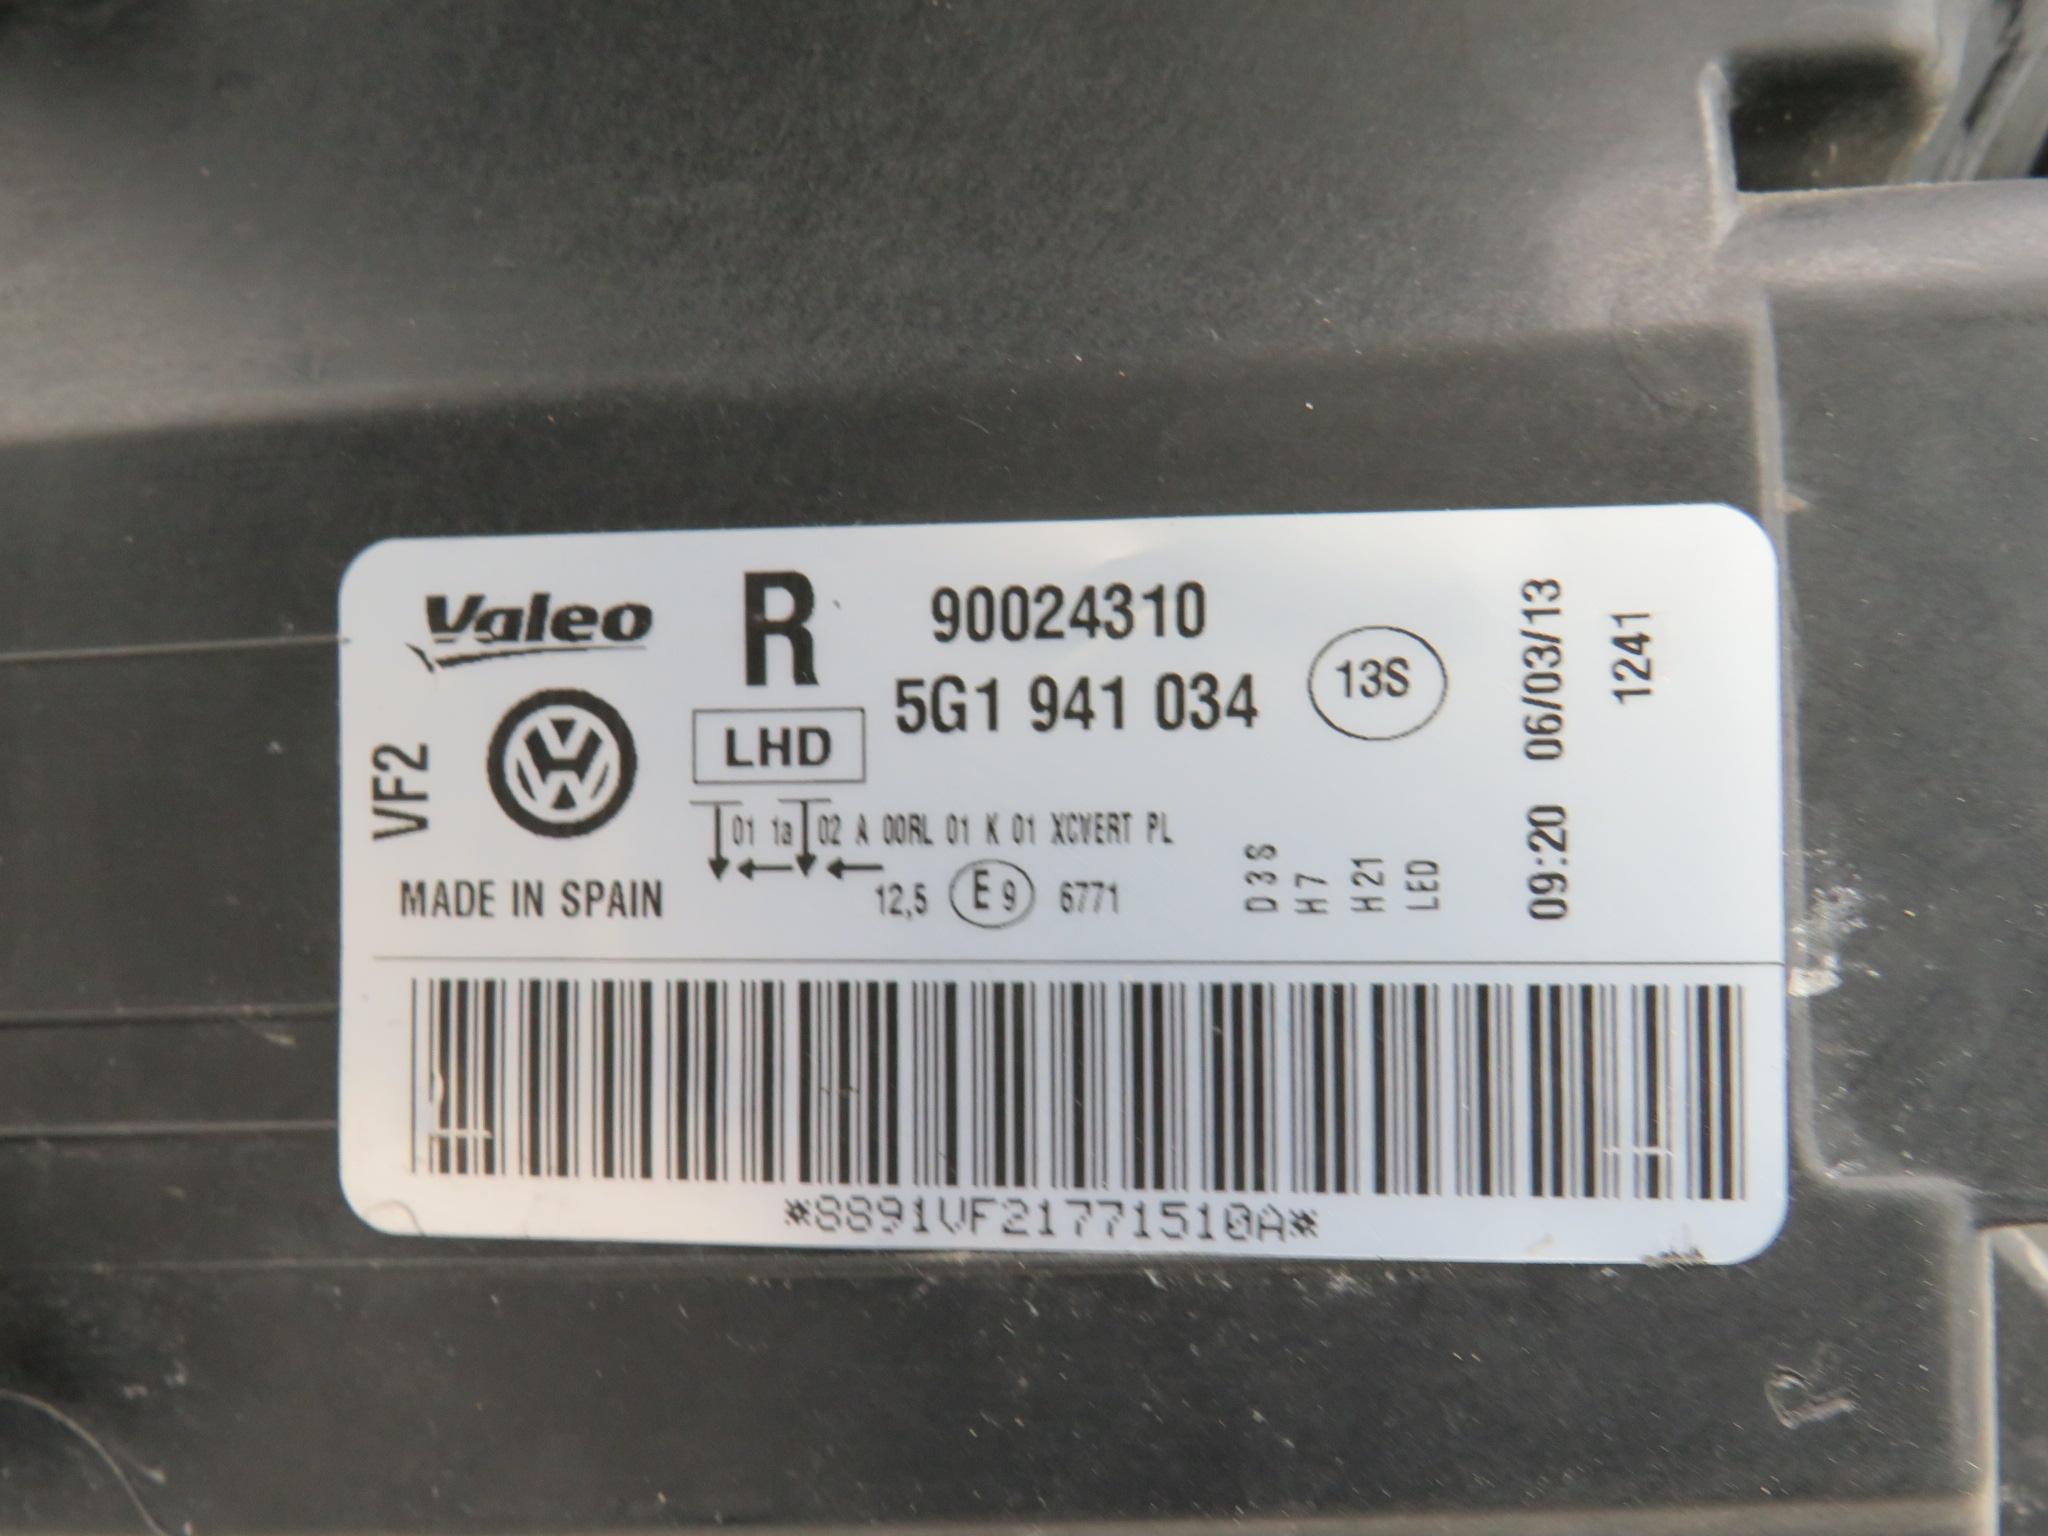 Valeo
R
90024310
5G1 941 034
13S
LHD
VF2
MADE IN SPAIN
01 1a 02 A 00RL 01 K 01 XCVERT PL
12,5 E9 6771
D3S
H7
H21
LED
09:20 06/03/13
1241
*8891VF21771510A*